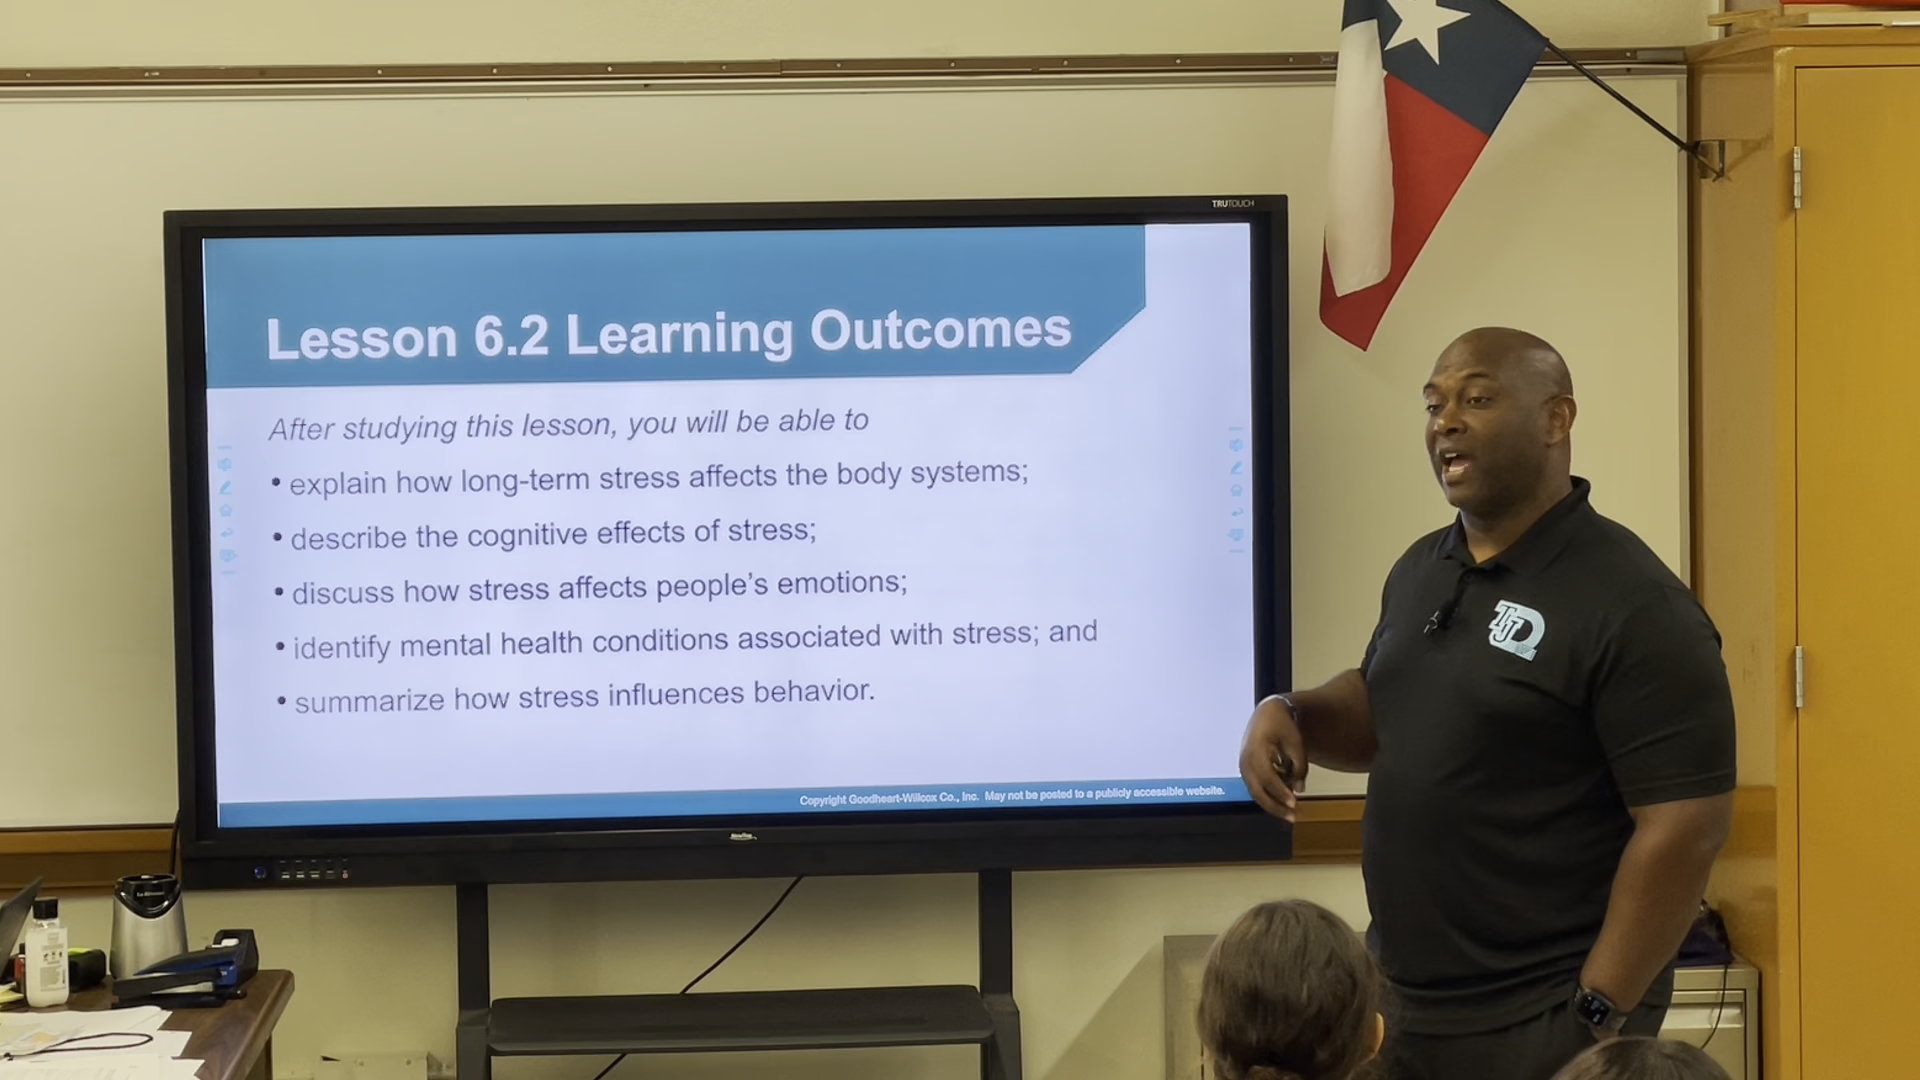 TRUTOUCH
Lesson 6.2 Learning Outcomes
After studying this lesson, you will be able to
• explain how long-term stress affects the body systems;
• describe the cognitive effects of stress;
• discuss how stress affects people's emotions;
• identify mental health conditions associated with stress; and
• summarize how stress influences behavior.
Copyright Goodheart-Willcox Co., Inc. May not be posted to a publicly accessible website.
Newline